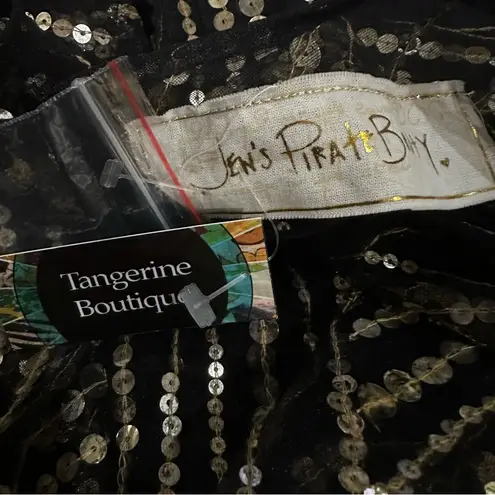 JEN'S PIRATE BOOTY.
Tangerine
Boutique